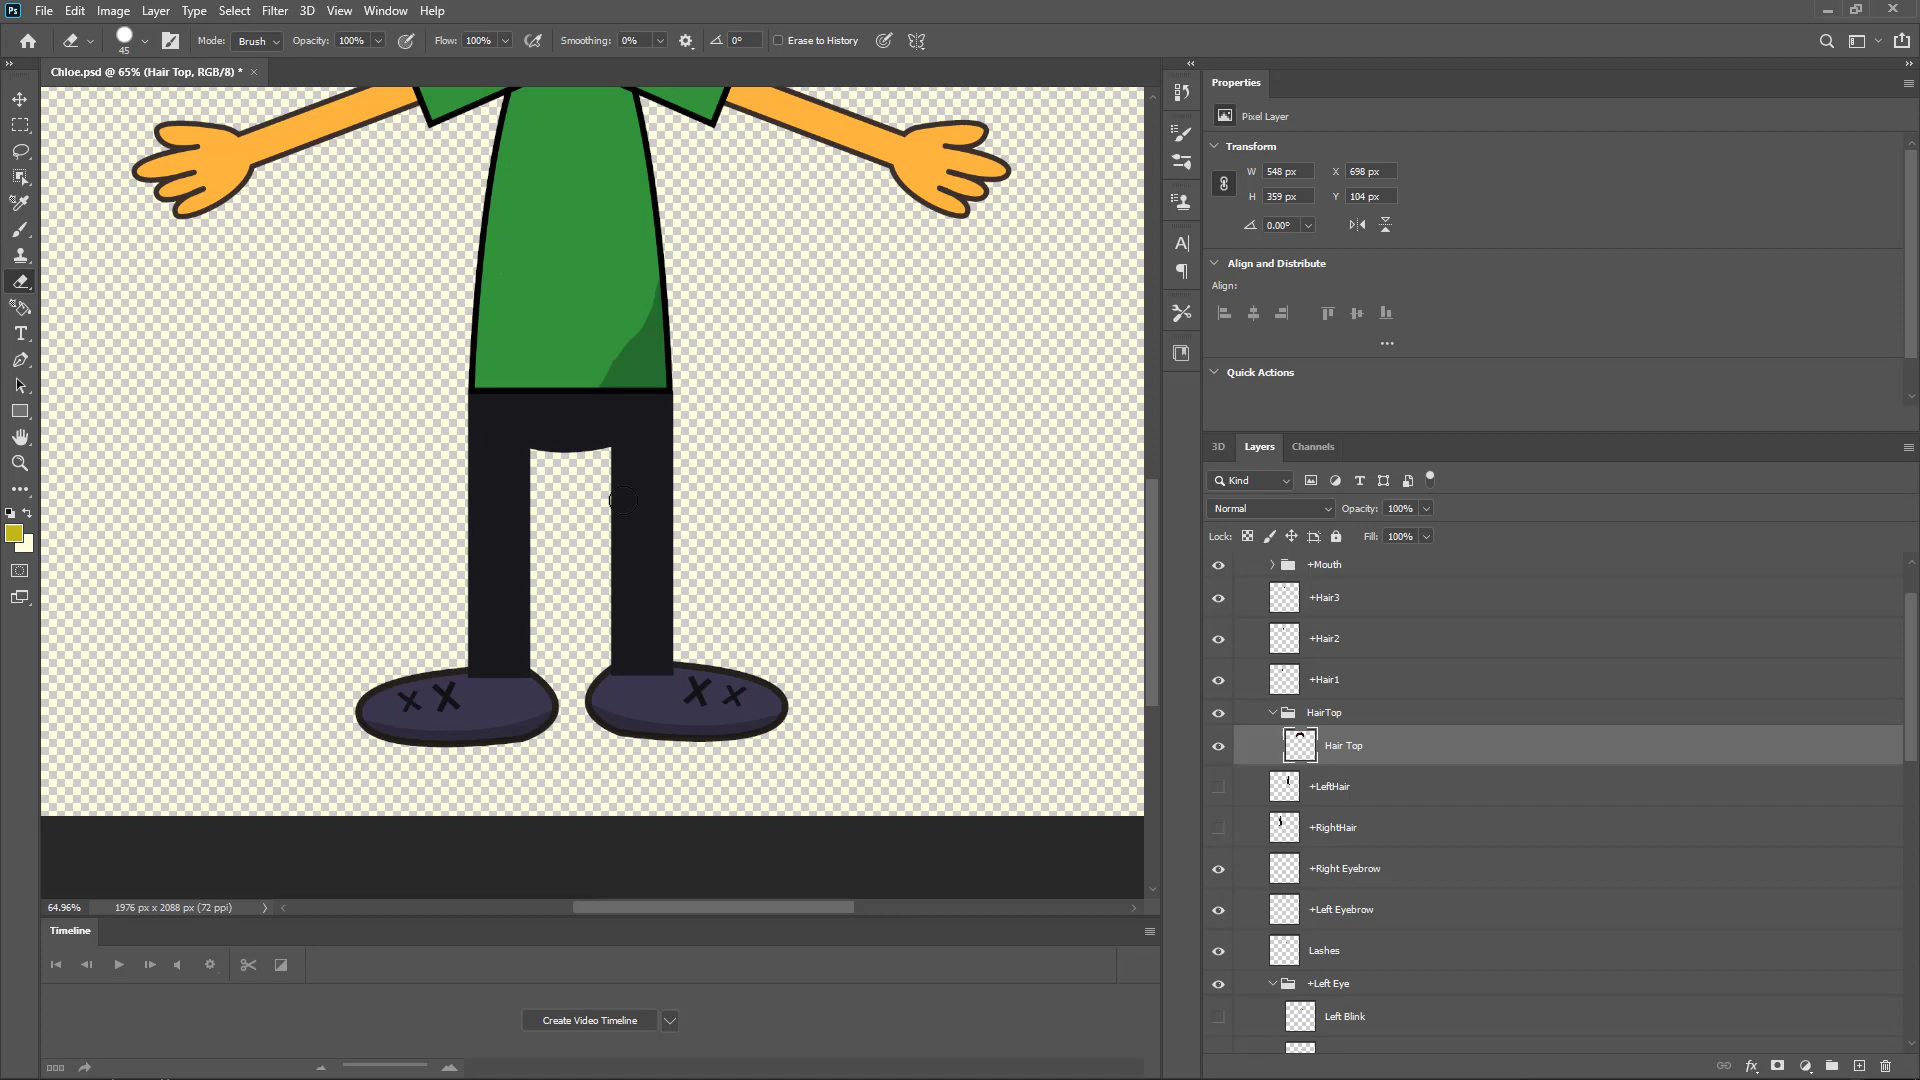 Ps File Edit Image Layer Type Select Filter 3D View Window Help
45 Mode: Brush Opacity: 100% Flow: 100% Smoothing: 0% 0° Erase to History
Chloe.psd @ 65% (Hair Top, RGB/8) *
Properties
Pixel Layer
Transform
W 548 px X 698 px
H 359 px Y 104 px
0.00°
Align and Distribute
Align:
Quick Actions
3D Layers Channels
Kind
Normal Opacity: 100%
Lock: Fill: 100%
+Mouth
+Hair3
+Hair2
+Hair1
HairTop
Hair Top
+LeftHair
+RightHair
+Right Eyebrow
+Left Eyebrow
Lashes
+Left Eye
Left Blink
64.96% 1976 px x 2088 px (72 ppi)
Timeline
Create Video Timeline